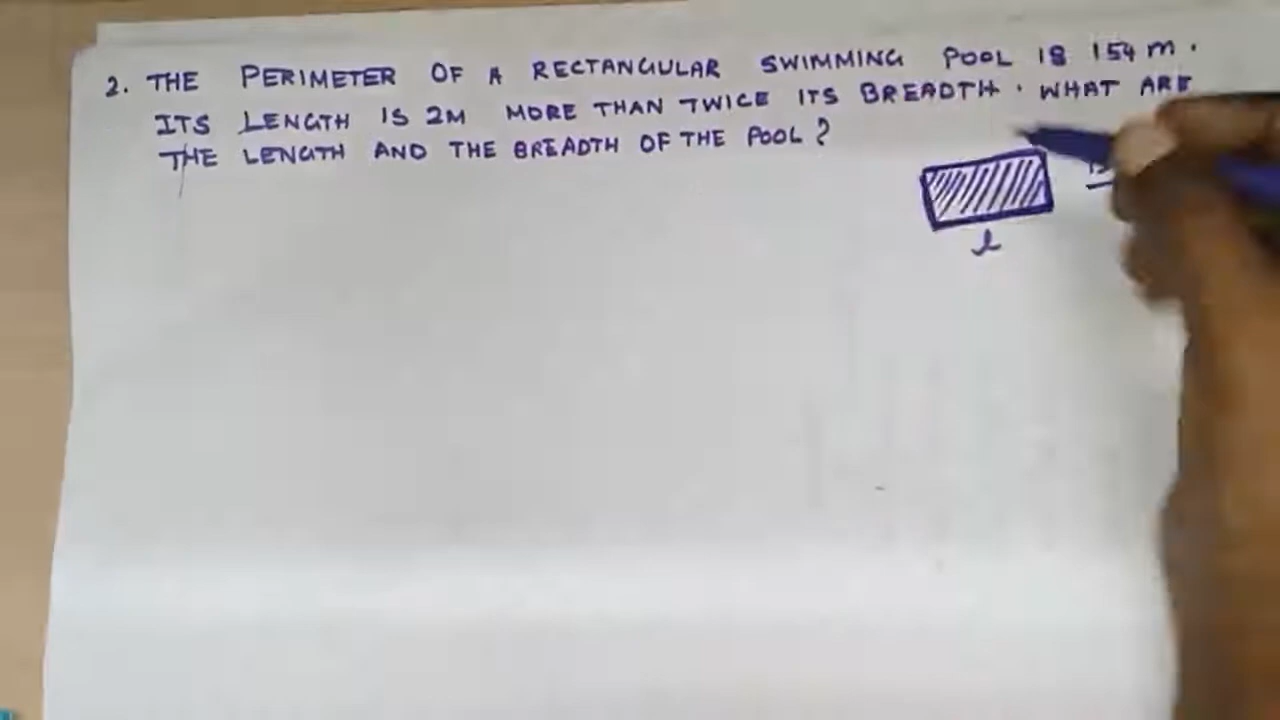 2. THE PERIMETER OF A RECTANGULAR SWIMMING POOL IS 154 m.
ITS LENGTH IS 2M MORE THAN TWICE ITS BREADTH. WHAT ARE
THE LENGTH AND THE BREADTH OF THE POOL?
l